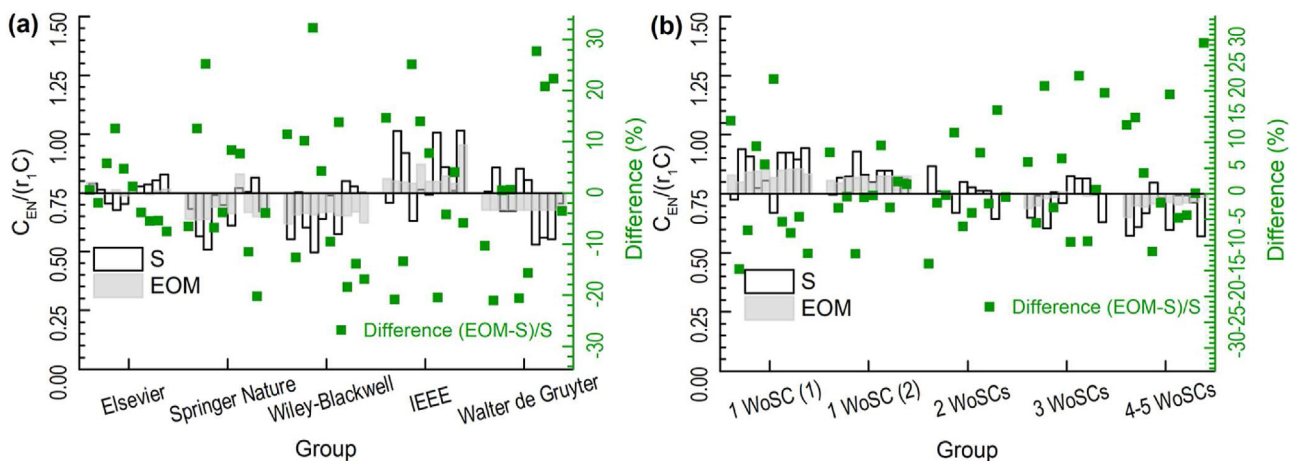 (a)
1.50
1.25
1.00
0.75
0.50
0.25
0.00
C_EN/(r_1C)
S
EOM
Difference (EOM-S)/S
30
20
10
0
-10
-20
-30
Difference (%)
Elsevier
Springer Nature
Wiley-Blackwell
IEEE
Walter de Gruyter
Group
(b)
1.50
1.25
1.00
0.75
0.50
0.25
0.00
C_EN/(r_1C)
S
EOM
Difference (EOM-S)/S
-30-25-20-15-10-5 0 5 10 15 20 25 30
Difference (%)
1 WoSC (1)
1 WoSC (2)
2 WoSCs
3 WoSCs
4-5 WoSCs
Group